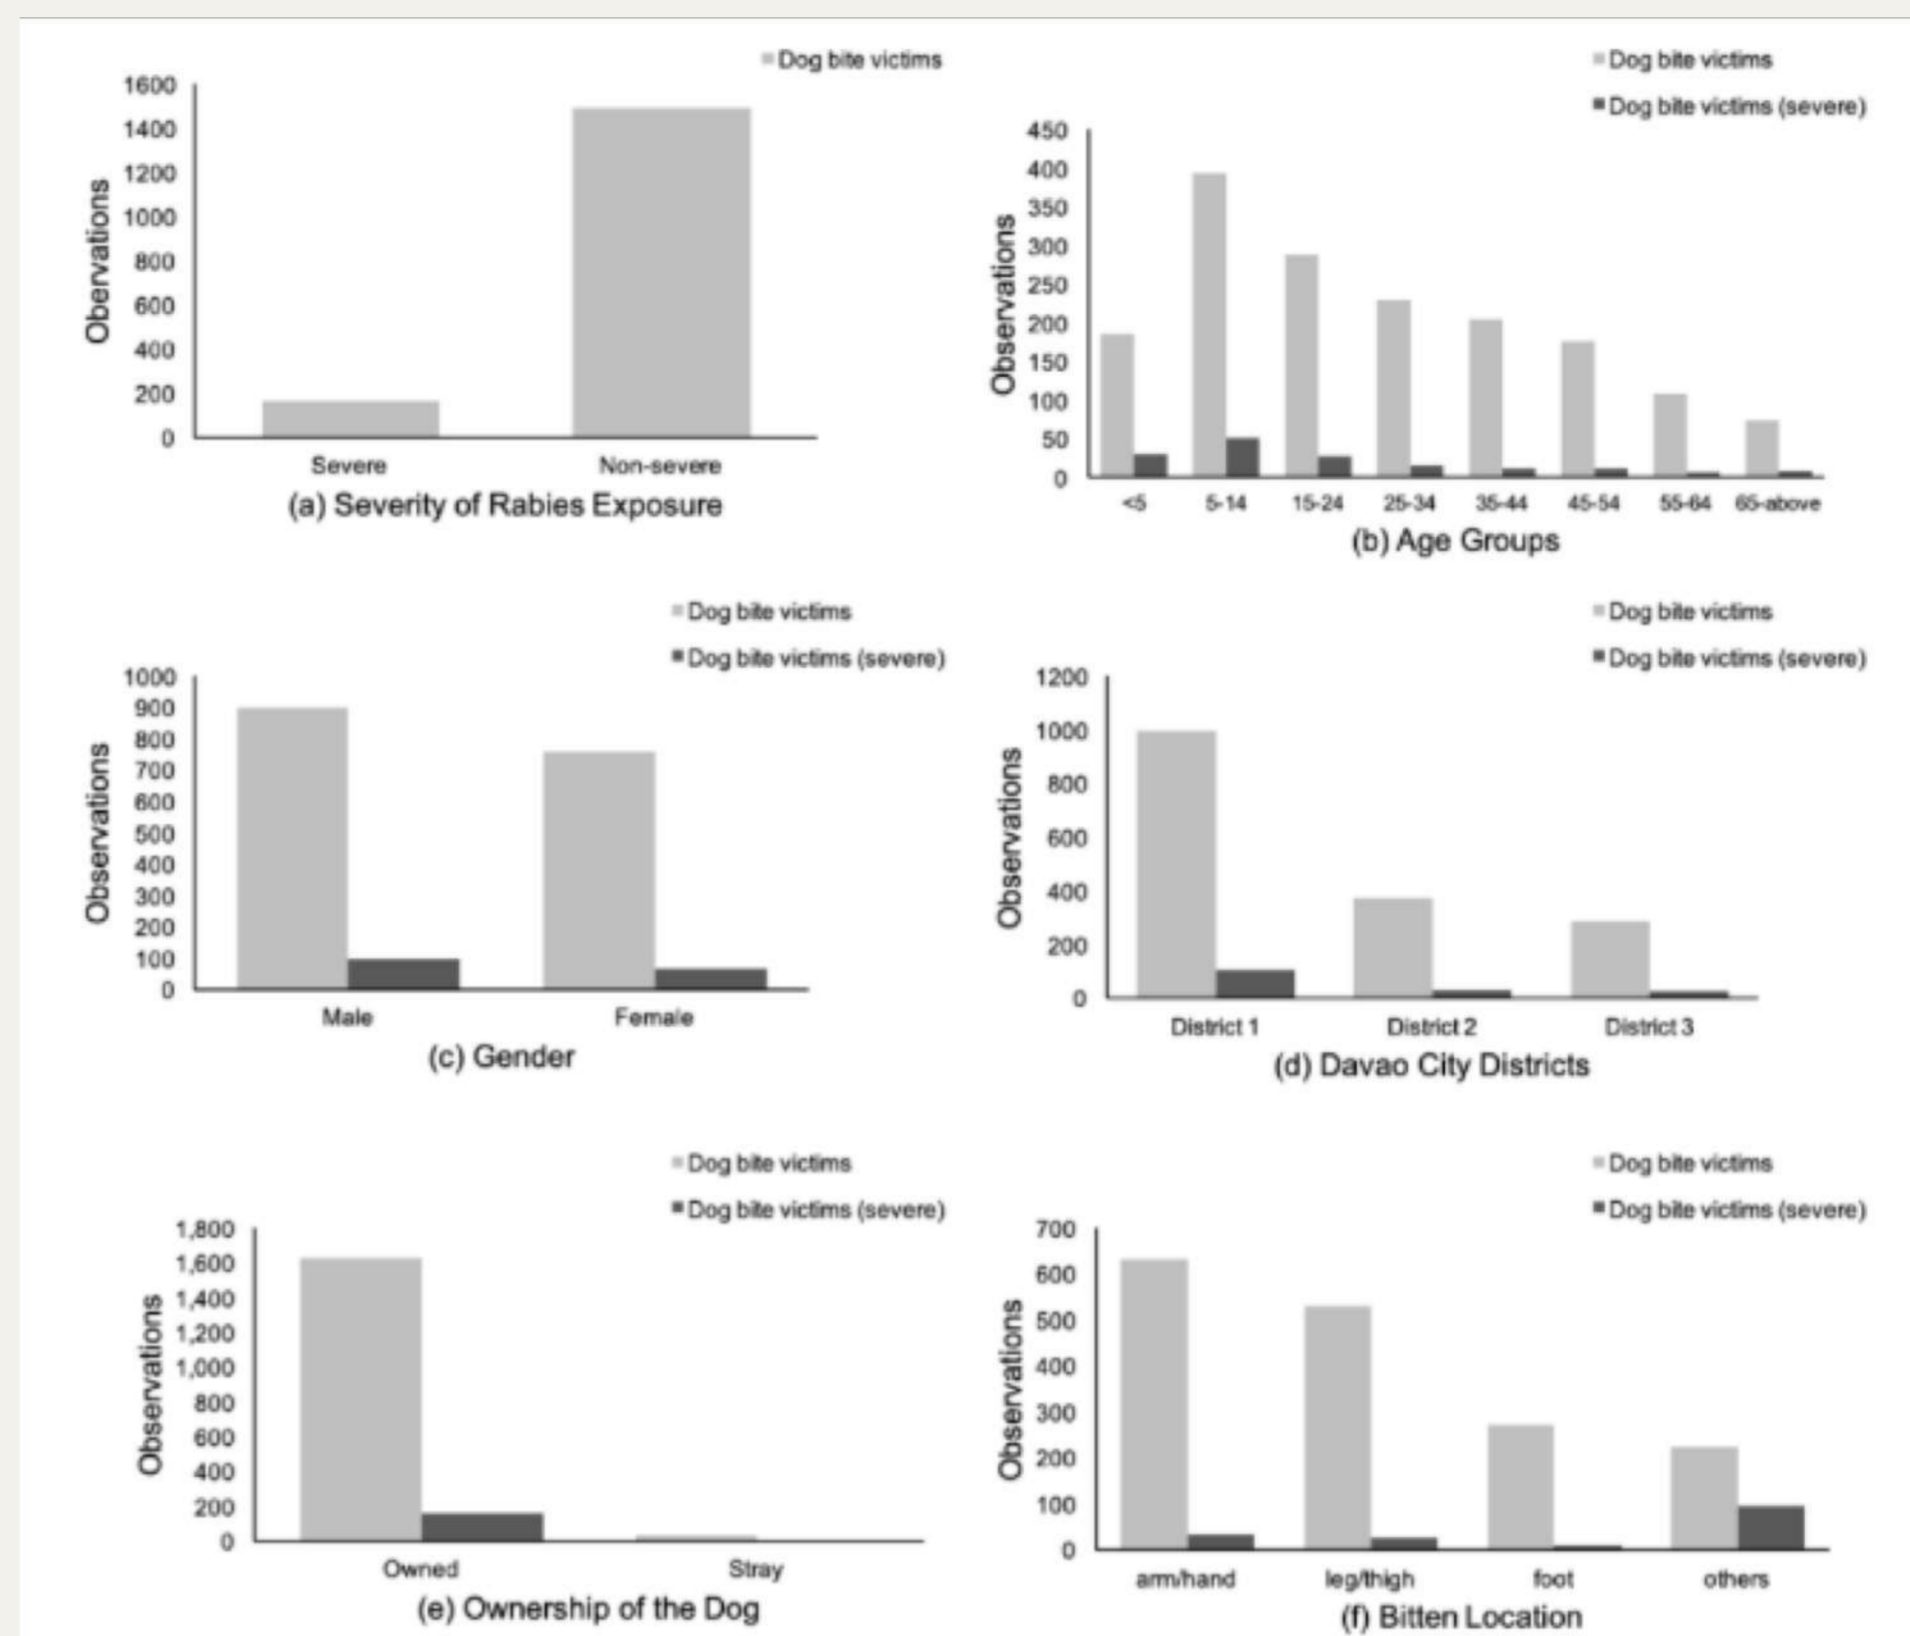 Dog bite victims
1600
1400
1200
1000
800
600
400
200
0
Obervations
Severe Non-severe
(a) Severity of Rabies Exposure
Dog bite victims
Dog bite victims (severe)
450
400
350
300
250
200
150
100
50
0
Observations
<5 5-14 15-24 25-34 35-44 45-54 55-64 65-above
(b) Age Groups
Dog bite victims
Dog bite victims (severe)
1000
900
800
700
600
500
400
300
200
100
0
Observations
Male Female
(c) Gender
Dog bite victims
Dog bite victims (severe)
1200
1000
800
600
400
200
0
Observations
District 1 District 2 District 3
(d) Davao City Districts
Dog bite victims
Dog bite victims (severe)
1,800
1,600
1,400
1,200
1,000
800
600
400
200
0
Observations
Owned Stray
(e) Ownership of the Dog
Dog bite victims
Dog bite victims (severe)
700
600
500
400
300
200
100
0
Observations
arm/hand leg/thigh foot others
(f) Bitten Location